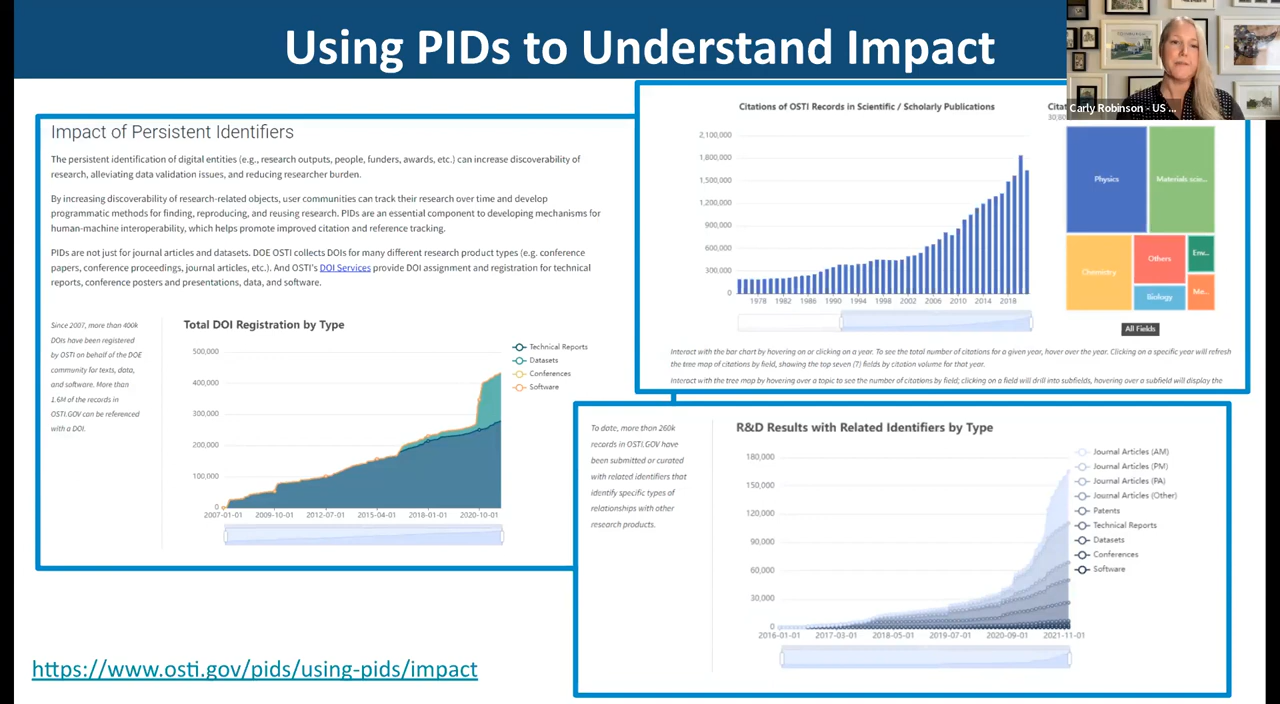 Using PIDs to Understand Impact
Carly Robinson - US ...
Impact of Persistent Identifiers
The persistent identification of digital entities (e.g., research outputs, people, funders, awards, etc.) can increase discoverability of
research, alleviating data validation issues, and reducing researcher burden.
By increasing discoverability of research-related objects, user communities can track their research over time and develop
programmatic methods for finding, reproducing, and reusing research. PIDs are an essential component to developing mechanisms for
human-machine interoperability, which helps promote improved citation and reference tracking.
PIDs are not just for journal articles and datasets. DOE OSTI collects DOIs for many different research product types (e.g. conference
papers, conference proceedings, journal articles, etc.). And OSTI's DOI Services provide DOI assignment and registration for technical
reports, conference posters and presentations, data, and software.
Since 2007, more than 400k
DOIs have been registered
by OSTI on behalf of the DOE
community for texts, data,
and software. More than
1.6M of the records in
OSTI.GOV can be referenced
with a DOI.
Total DOI Registration by Type
500,000
400,000
300,000
200,000
100,000
0
2007-01-01 2009-10-01 2012-07-01 2015-04-01 2018-01-01 2020-10-01
Technical Reports
Datasets
Conferences
Software
Citations of OSTI Records in Scientific / Scholarly Publications
2,100,000
1,800,000
1,500,000
1,200,000
900,000
600,000
300,000
0
1978 1982 1986 1990 1994 1998 2002 2006 2010 2014 2018
Physics
Materials scie...
Chemistry
Others
Env...
Biology
Me...
All Fields
Interact with the bar chart by hovering on or clicking on a year. To see the total number of citations for a given year, hover over the year. Clicking on a specific year will refresh
the tree map of citations by field, showing the top seven (7) fields by citation volume for that year.
Interact with the tree map by hovering over a topic to see the number of citations by field; clicking on a field will drill into subfields, hovering over a subfield will display the
To date, more than 260k
records in OSTI.GOV have
been submitted or curated
with related identifiers that
identify specific types of
relationships with other
research products.
R&D Results with Related Identifiers by Type
180,000
150,000
120,000
90,000
60,000
30,000
0
2016-01-01 2017-03-01 2018-05-01 2019-07-01 2020-09-01 2021-11-01
Journal Articles (AM)
Journal Articles (PM)
Journal Articles (PA)
Journal Articles (Other)
Patents
Technical Reports
Datasets
Conferences
Software
https://www.osti.gov/pids/using-pids/impact